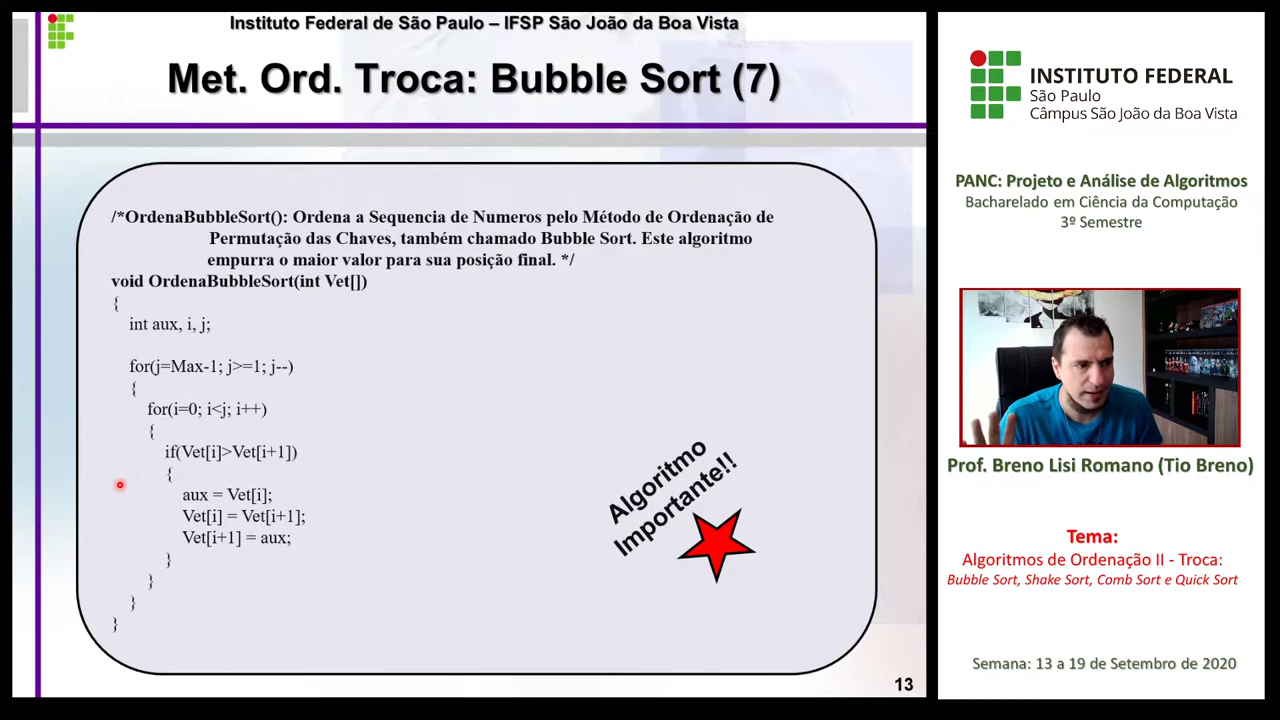 Instituto Federal de São Paulo – IFSP São João da Boa Vista
Met. Ord. Troca: Bubble Sort (7)
/*OrdenaBubbleSort(): Ordena a Sequencia de Numeros pelo Método de Ordenação de
Permutação das Chaves, também chamado Bubble Sort. Este algoritmo
empurra o maior valor para sua posição final. */
void OrdenaBubbleSort(int Vet[])
{
int aux, i, j;
for(j=Max-1; j>=1; j--)
{
for(i=0; i<j; i++)
{
if(Vet[i]>Vet[i+1])
{
aux = Vet[i];
Vet[i] = Vet[i+1];
Vet[i+1] = aux;
}
}
}
}
Algoritmo
Importante!!
13
INSTITUTO FEDERAL
São Paulo
Câmpus São João da Boa Vista
PANC: Projeto e Análise de Algoritmos
Bacharelado em Ciência da Computação
3º Semestre
Prof. Breno Lisi Romano (Tio Breno)
Tema:
Algoritmos de Ordenação II - Troca:
Bubble Sort, Shake Sort, Comb Sort e Quick Sort
Semana: 13 a 19 de Setembro de 2020